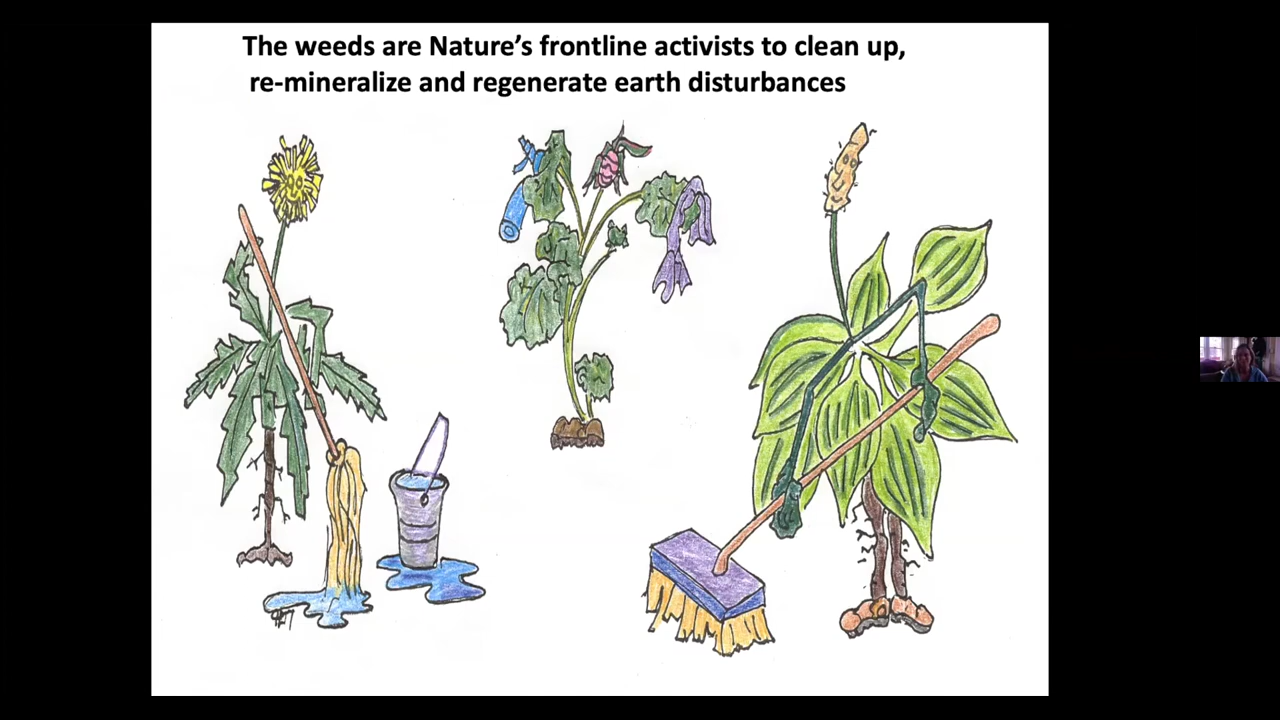 The weeds are Nature’s frontline activists to clean up,
re-mineralize and regenerate earth disturbances